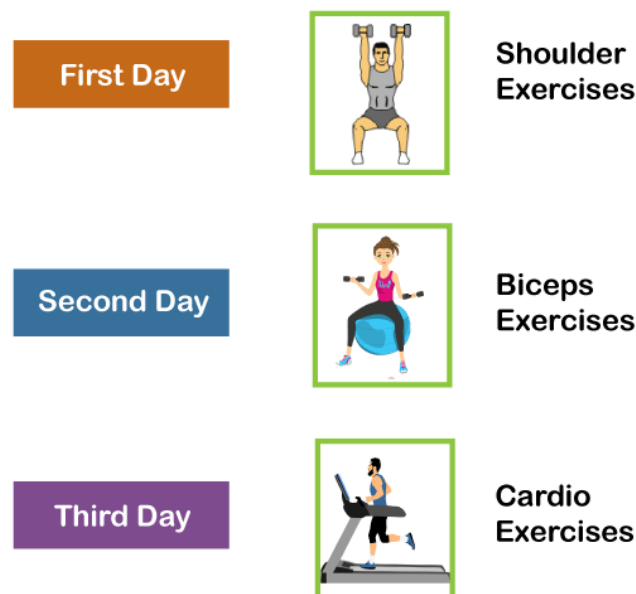 First Day
Shoulder
Exercises
Second Day
Biceps
Exercises
Third Day
Cardio
Exercises